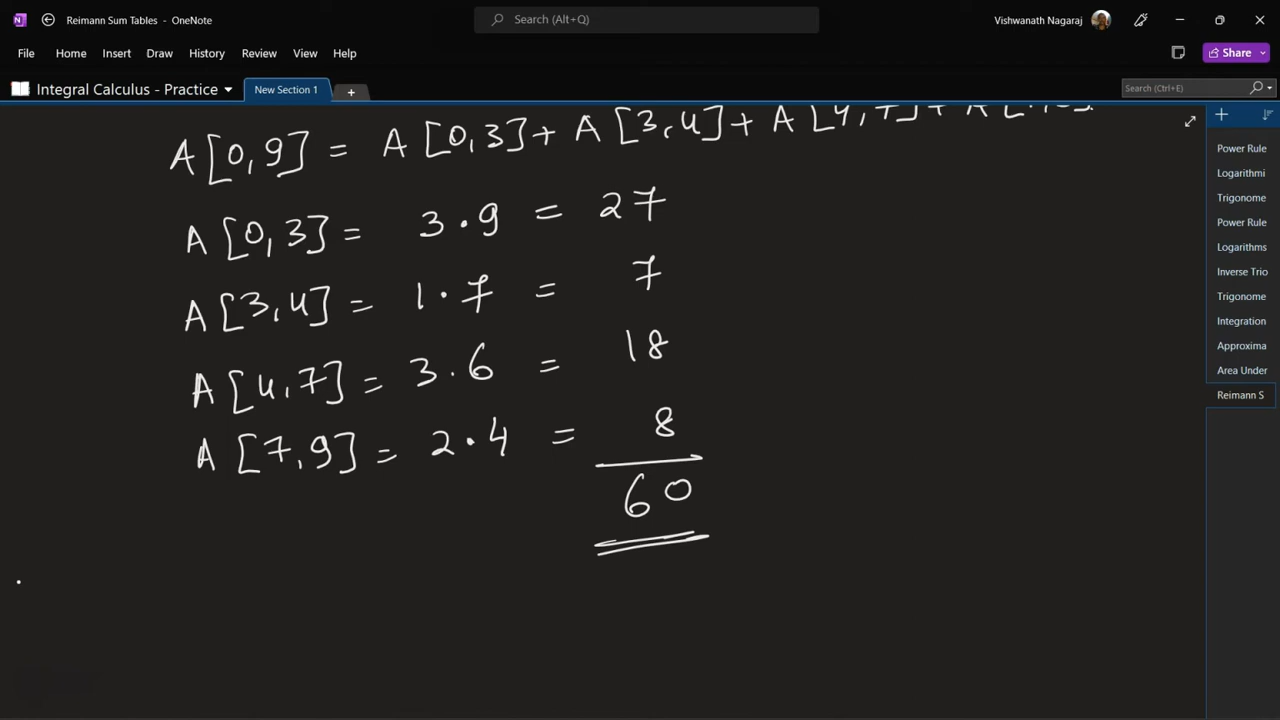 Reimann Sum Tables - OneNote
Search (Alt+Q)
Vishwanath Nagaraj
File Home Insert Draw History Review View Help
Share
Integral Calculus - Practice
New Section 1
Search (Ctrl+E)
A[0,9] = A[0,3] + A[3,4] + A[4,7] + A
A[0,3] = 3 · 9 = 27
A[3,4] = 1 · 7 = 7
A[4,7] = 3 . 6 = 18
A[7,9] = 2 · 4 = 8
60
Power Rule
Logarithmi
Trigonome
Power Rule
Logarithms
Inverse Trio
Trigonome
Integration
Approxima
Area Under
Reimann S